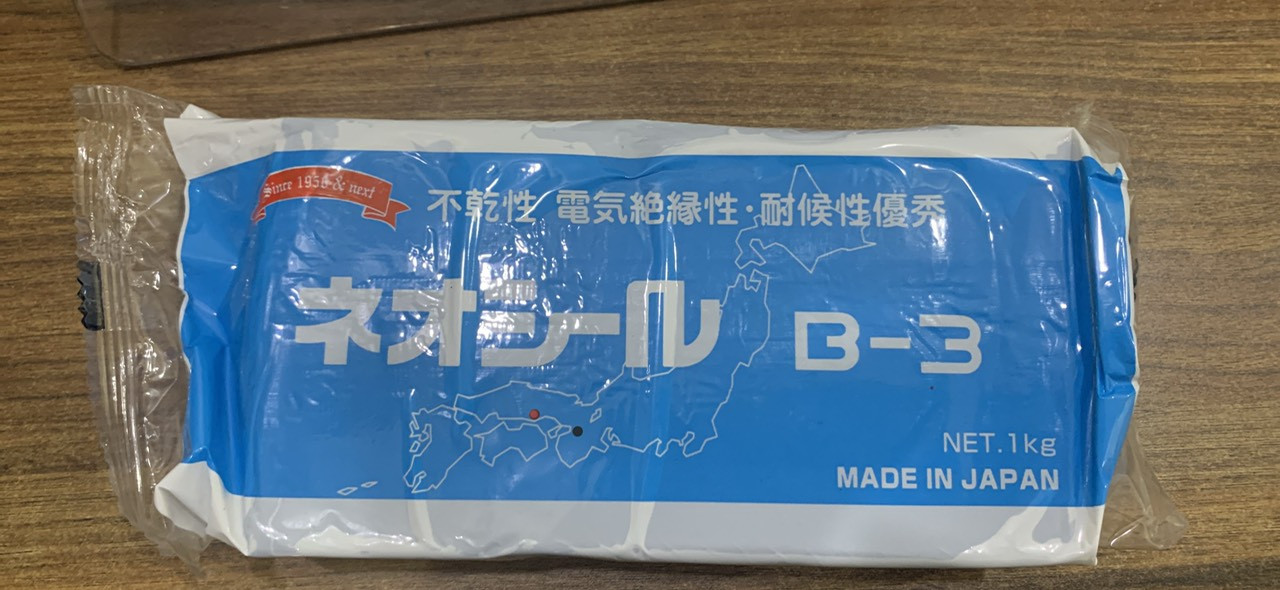 Since 1956 & next
不乾性 電気絶縁性・耐候性優秀
ネオシール B-3
NET.1kg
MADE IN JAPAN